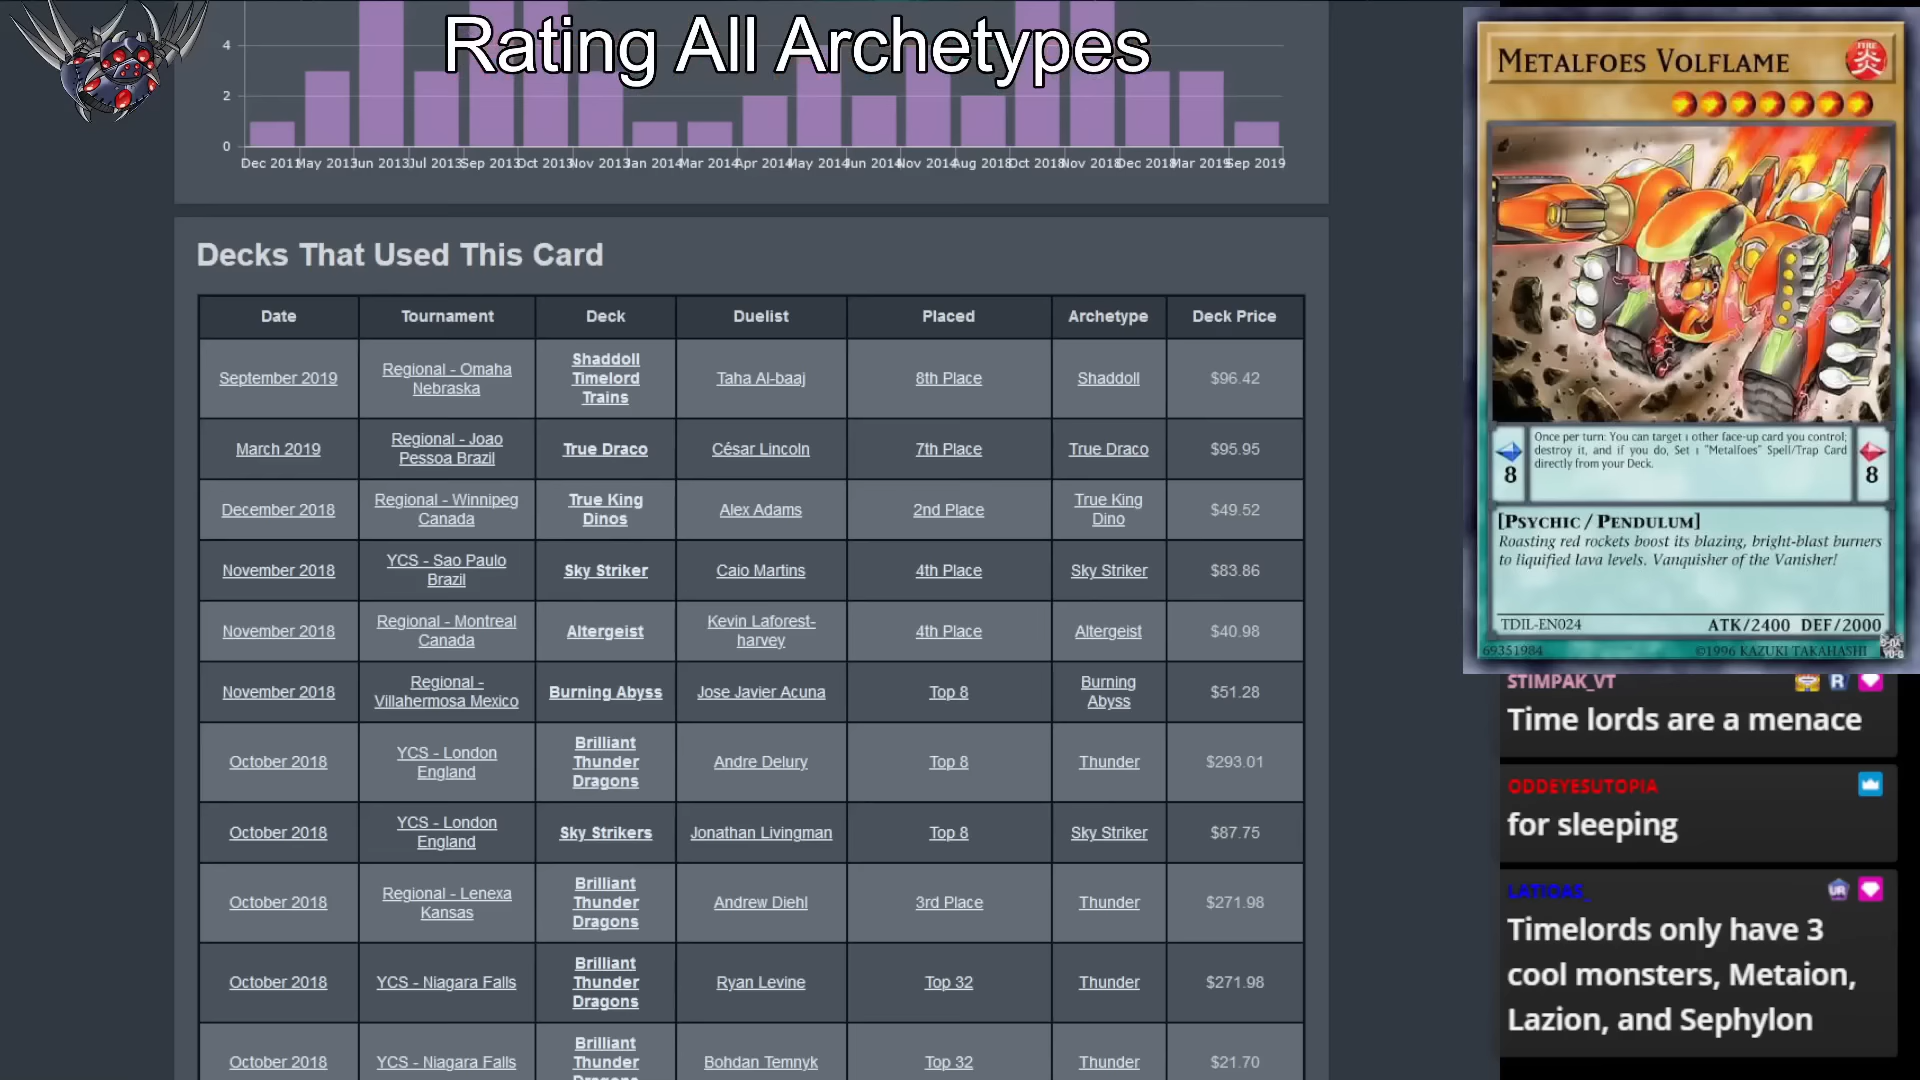 Rating All Archetypes
4
2
0
Dec 2011 May 2013 Jun 2013 Jul 2013 Sep 2013 Oct 2013 Nov 2013 Jan 2014 Mar 2014 Apr 2014 May 2014 Jun 2014 Nov 2014 Aug 2018 Oct 2018 Nov 2018 Dec 2018 Mar 2019 Sep 2019
Decks That Used This Card
Date Tournament Deck Duelist Placed Archetype Deck Price
September 2019 Regional - Omaha Nebraska Shaddoll Timelord Trains Taha Al-baaj 8th Place Shaddoll $96.42
March 2019 Regional - Joao Pessoa Brazil True Draco César Lincoln 7th Place True Draco $95.95
December 2018 Regional - Winnipeg Canada True King Dinos Alex Adams 2nd Place True King Dino $49.52
November 2018 YCS - Sao Paulo Brazil Sky Striker Caio Martins 4th Place Sky Striker $83.86
November 2018 Regional - Montreal Canada Altergeist Kevin Laforest-harvey 4th Place Altergeist $40.98
November 2018 Regional - Villahermosa Mexico Burning Abyss Jose Javier Acuna Top 8 Burning Abyss $51.28
October 2018 YCS - London England Brilliant Thunder Dragons Andre Delury Top 8 Thunder $293.01
October 2018 YCS - London England Sky Strikers Jonathan Livingman Top 8 Sky Striker $87.75
October 2018 Regional - Lenexa Kansas Brilliant Thunder Dragons Andrew Diehl 3rd Place Thunder $271.98
October 2018 YCS - Niagara Falls Brilliant Thunder Dragons Ryan Levine Top 32 Thunder $271.98
October 2018 YCS - Niagara Falls Brilliant Thunder Bohdan Temnyk Top 32 Thunder $21.70
METALFOES VOLFLAME
FIRE
炎
8
Once per turn: You can target 1 other face-up card you control;
destroy it, and if you do, Set 1 "Metalfoes" Spell/Trap Card
directly from your Deck.
8
[PSYCHIC / PENDULUM]
Roasting red rockets boost its blazing, bright-blast burners
to liquified lava levels. Vanquisher of the Vanisher!
TDIL-EN024
ATK/2400 DEF/2000
69351984
©1996 KAZUKI TAKAHASHI
STIMPAK_VT
R
Time lords are a menace
ODDEYESUTOPIA
for sleeping
LATIOAS_
UR
Timelords only have 3
cool monsters, Metaion,
Lazion, and Sephylon